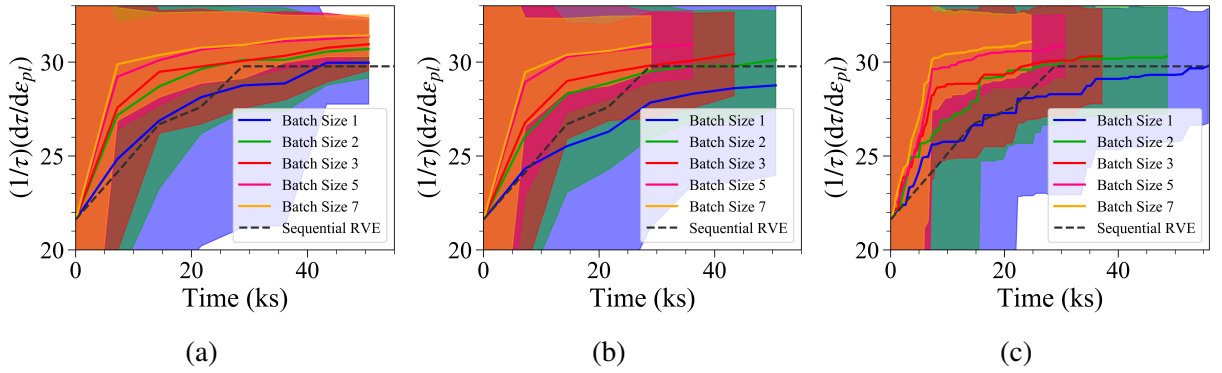 30
25
20
(1/τ)(dτ/dε_pl)
0
20
40
Time (ks)
Batch Size 1
Batch Size 2
Batch Size 3
Batch Size 5
Batch Size 7
Sequential RVE
(a)
30
25
20
(1/τ)(dτ/dε_pl)
0
20
40
Time (ks)
Batch Size 1
Batch Size 2
Batch Size 3
Batch Size 5
Batch Size 7
Sequential RVE
(b)
30
25
20
(1/τ)(dτ/dε_pl)
0
10
20
30
40
50
Time (ks)
Batch Size 1
Batch Size 2
Batch Size 3
Batch Size 5
Batch Size 7
Sequential RVE
(c)